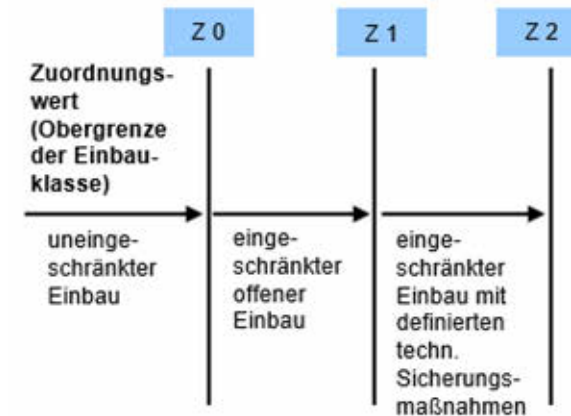 Z 0
Z 1
Z 2
Zuordnungs-
wert
(Obergrenze
der Einbau-
klasse)
uneinge-
schränkter
Einbau
einge-
schränkter
offener
Einbau
einge-
schränkter
Einbau mit
definierten
techn.
Sicherungs-
maßnahmen